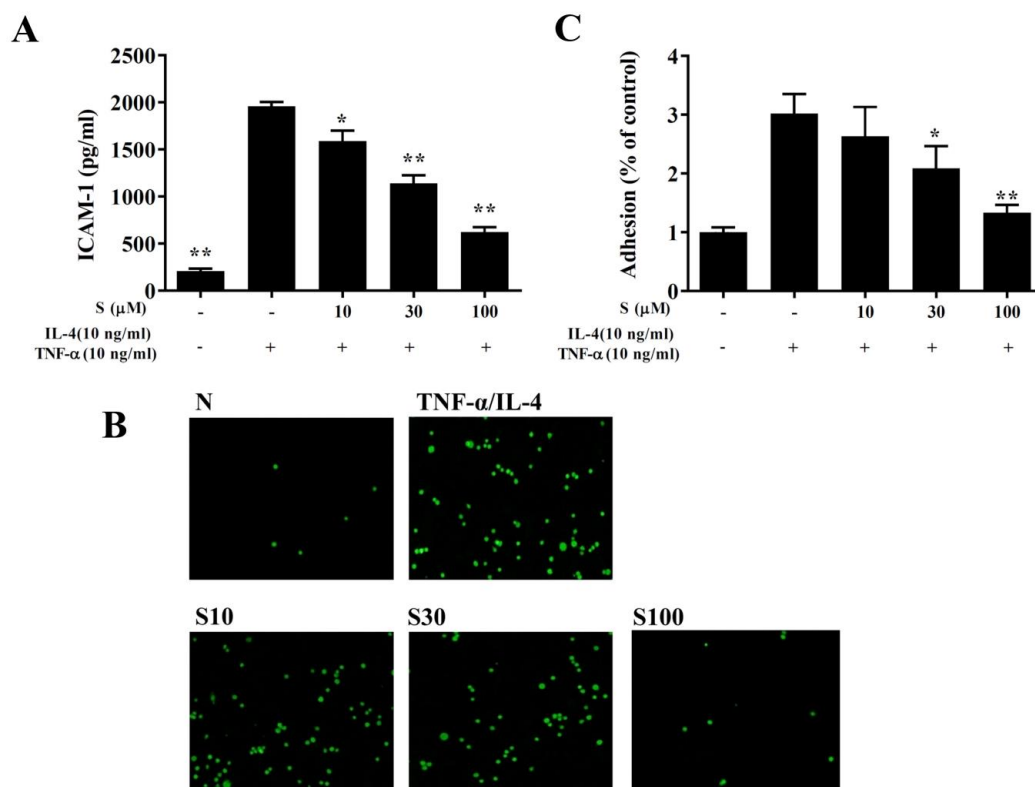 A
ICAM-1 (pg/ml)
2500
2000
1500
1000
500
0
**
*
**
**
S (μM) - - 10 30 100
IL-4(10 ng/ml)
TNF-α (10 ng/ml) - + + + +
C
Adhesion (% of control)
4
3
2
1
0
*
**
S (μM) - - 10 30 100
IL-4(10 ng/ml)
TNF-α (10 ng/ml) - + + + +
B
N TNF-α/IL-4
S10 S30 S100